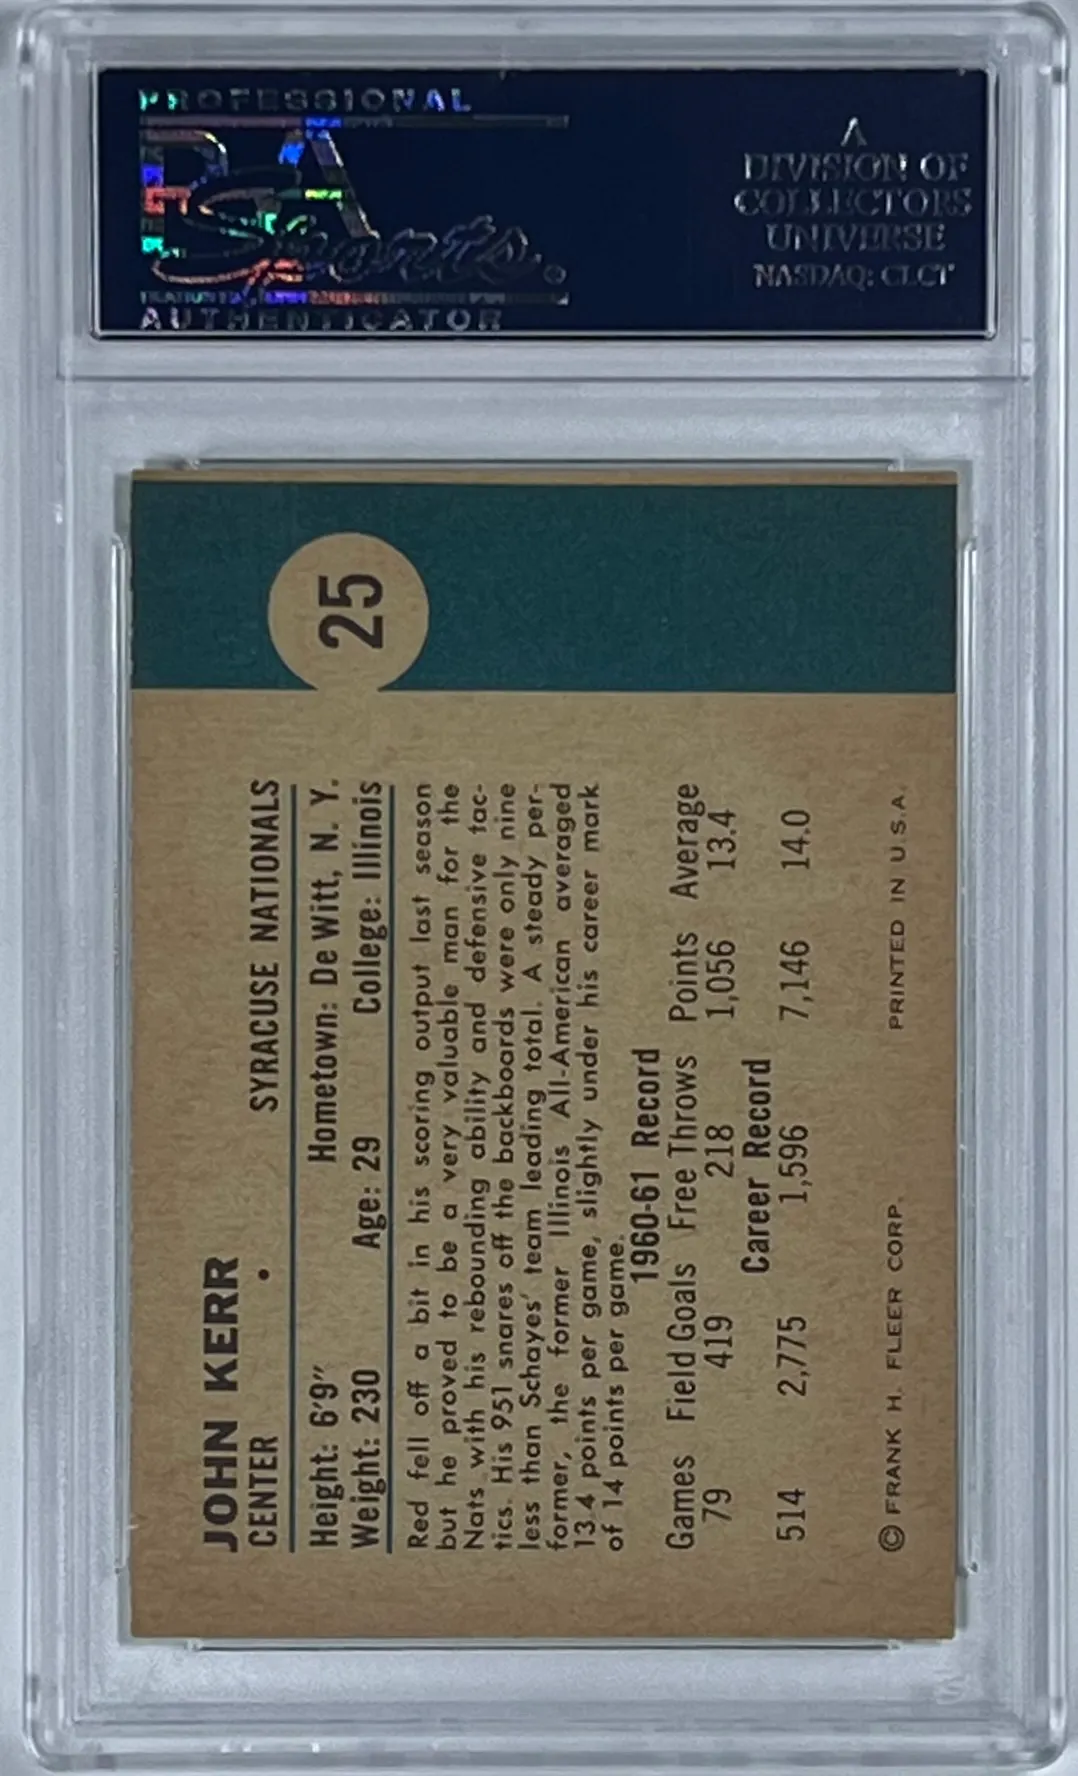 PROFESSIONAL
PSA
Sports®
AUTHENTICATOR
A
DIVISION OF
COLLECTORS
UNIVERSE
NASDAQ: CLCT
25
JOHN KERR
CENTER • SYRACUSE NATIONALS
Height: 6'9" Hometown: De Witt, N. Y.
Weight: 230 Age: 29 College: Illinois
Red fell off a bit in his scoring output last season
but he proved to be a very valuable man for the
Nats with his rebounding ability and defensive tac-
tics. His 951 snares off the backboards were only nine
less than Schayes' team leading total. A steady per-
former, the former Illinois All-American averaged
13.4 points per game, slightly under his career mark
of 14 points per game.
1960-61 Record
Games Field Goals Free Throws Points Average
79 419 218 1,056 13.4
Career Record
514 2,775 1,596 7,146 14.0
© FRANK H. FLEER CORP. PRINTED IN U.S.A.